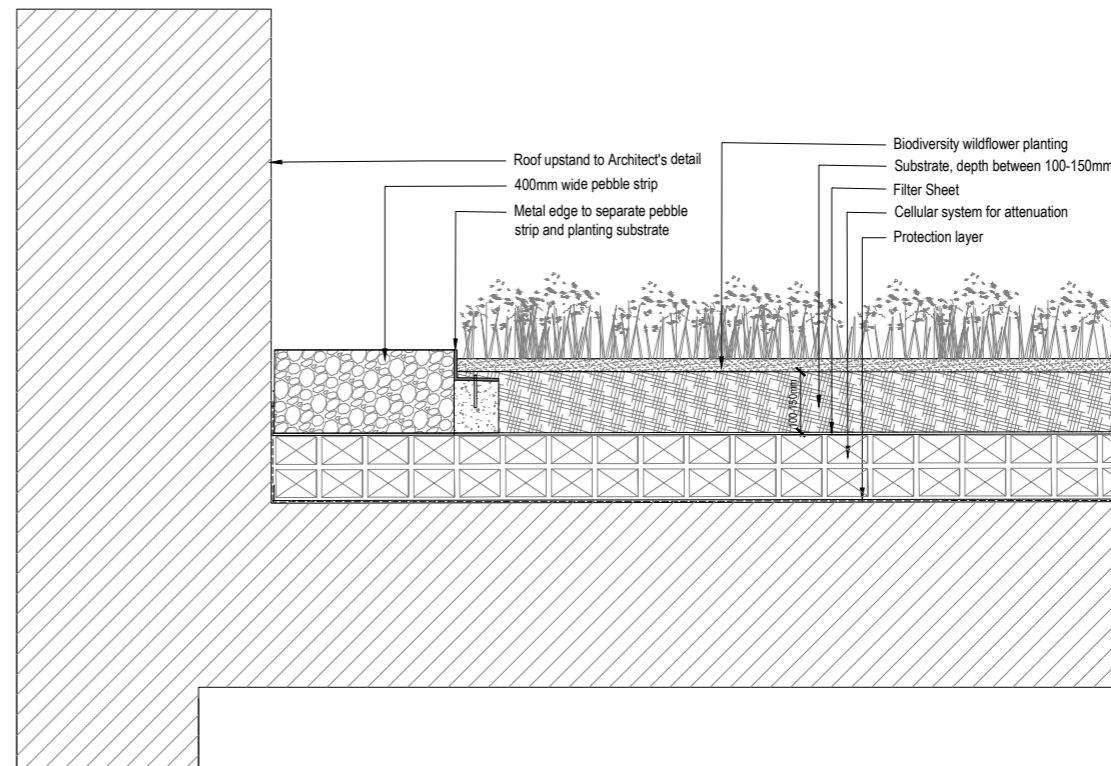 Roof upstand to Architect's detail
400mm wide pebble strip
Metal edge to separate pebble
strip and planting substrate
Biodiversity wildflower planting
Substrate, depth between 100-150mm
Filter Sheet
Cellular system for attenuation
Protection layer
100-150mm